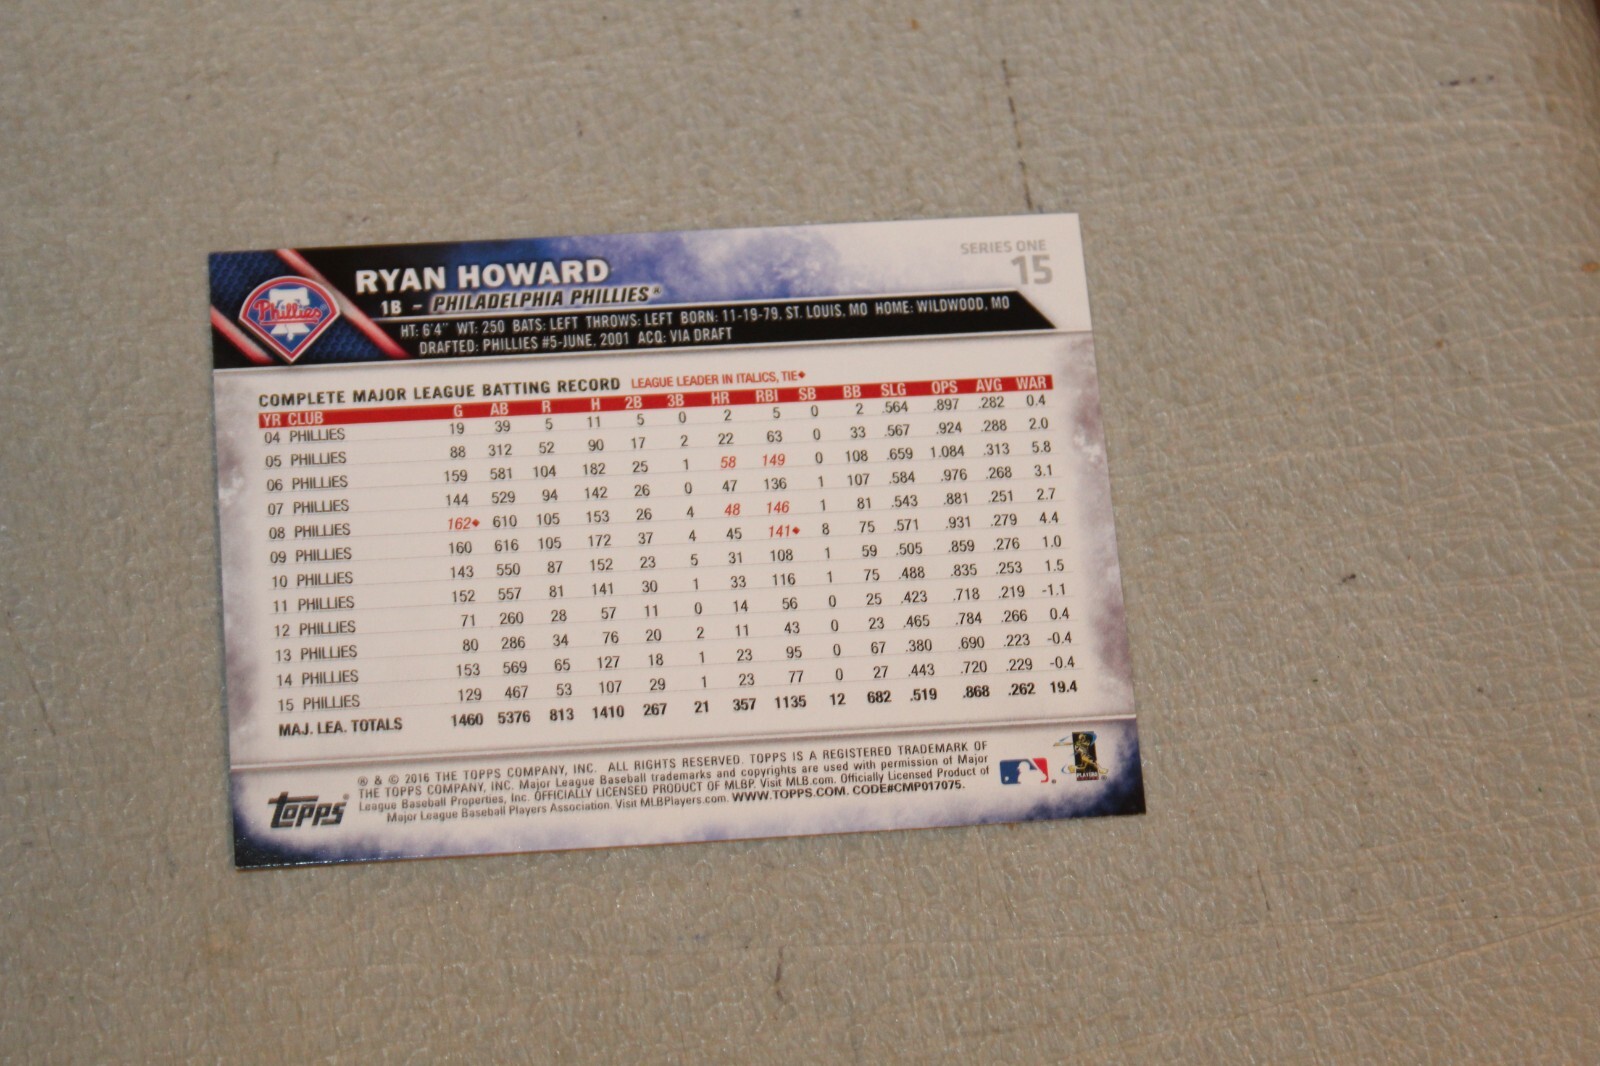 SERIES ONE
15
RYAN HOWARD
1B - PHILADELPHIA PHILLIES®
Phillies
HT: 6'4" WT: 250 BATS: LEFT THROWS: LEFT BORN: 11-19-79, ST. LOUIS, MO HOME: WILDWOOD, MO
DRAFTED: PHILLIES #5-JUNE, 2001 ACQ: VIA DRAFT
COMPLETE MAJOR LEAGUE BATTING RECORD LEAGUE LEADER IN ITALICS, TIE♦
YR CLUB G AB R H 2B 3B HR RBI SB BB SLG OPS AVG WAR
04 PHILLIES 19 39 5 11 5 0 2 5 0 2 .564 .897 .282 0.4
05 PHILLIES 88 312 52 90 17 2 22 63 0 33 .567 .924 .288 2.0
06 PHILLIES 159 581 104 182 25 1 58 149 0 108 .659 1.084 .313 5.8
07 PHILLIES 144 529 94 142 26 0 47 136 1 107 .584 .976 .268 3.1
08 PHILLIES 162♦ 610 105 153 26 4 48 146 1 81 .543 .881 .251 2.7
09 PHILLIES 160 616 105 172 37 4 45 141♦ 8 75 .571 .931 .279 4.4
10 PHILLIES 143 550 87 152 23 5 31 108 1 59 .505 .859 .276 1.0
11 PHILLIES 152 557 81 141 30 1 33 116 1 75 .488 .835 .253 1.5
12 PHILLIES 71 260 28 57 11 0 14 56 0 25 .423 .718 .219 -1.1
13 PHILLIES 80 286 34 76 20 2 11 43 0 23 .465 .784 .266 0.4
14 PHILLIES 153 569 65 127 18 1 23 95 0 67 .380 .690 .223 -0.4
15 PHILLIES 129 467 53 107 29 1 23 77 0 27 .443 .720 .229 -0.4
MAJ. LEA. TOTALS 1460 5376 813 1410 267 21 357 1135 12 682 .519 .868 .262 19.4
topps®
® & © 2016 THE TOPPS COMPANY, INC. ALL RIGHTS RESERVED. TOPPS IS A REGISTERED TRADEMARK OF
THE TOPPS COMPANY, INC. Major League Baseball trademarks and copyrights are used with permission of Major
League Baseball Properties, Inc. OFFICIALLY LICENSED PRODUCT OF MLBP. Visit MLB.com. Officially Licensed Product of
Major League Baseball Players Association. Visit MLBPlayers.com. WWW.TOPPS.COM. CODE#CMP017075.
PLAYERS